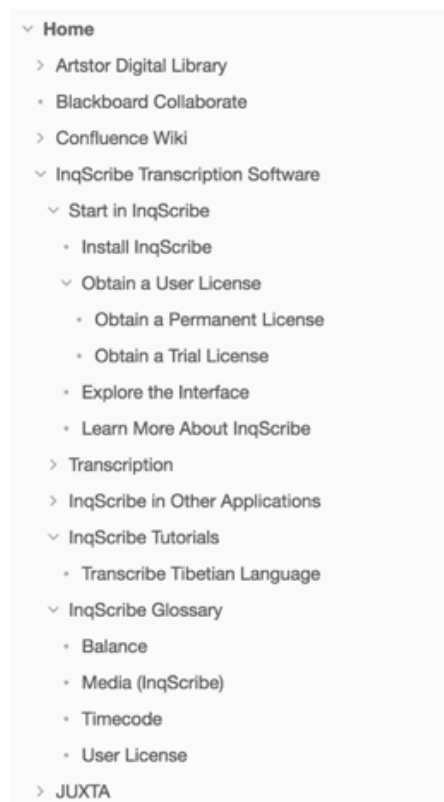 Home
Artstor Digital Library
Blackboard Collaborate
Confluence Wiki
InqScribe Transcription Software
Start in InqScribe
Install InqScribe
Obtain a User License
Obtain a Permanent License
Obtain a Trial License
Explore the Interface
Learn More About InqScribe
Transcription
InqScribe in Other Applications
InqScribe Tutorials
Transcribe Tibetian Language
InqScribe Glossary
Balance
Media (InqScribe)
Timecode
User License
JUXTA